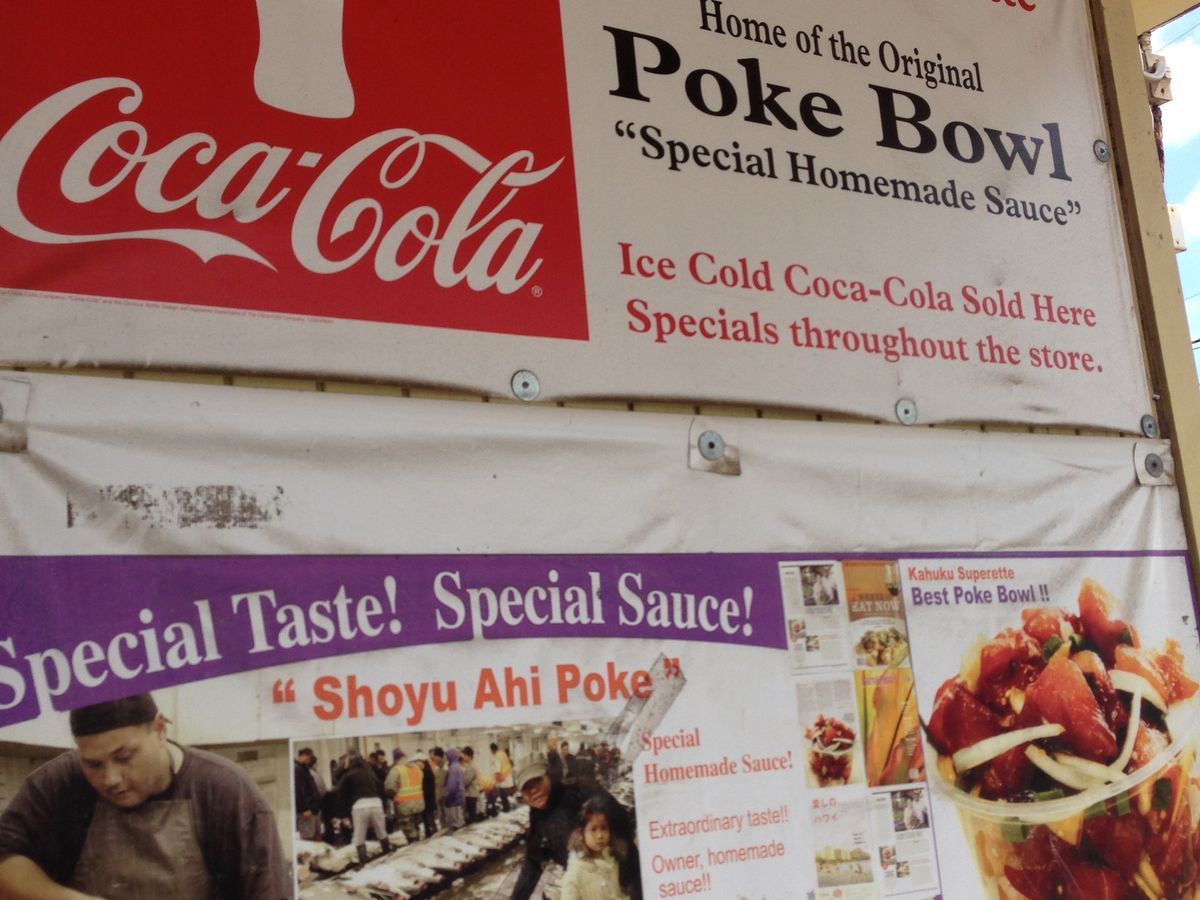 Coca-Cola
®
Home of the Original
Poke Bowl
“Special Homemade Sauce”
Ice Cold Coca-Cola Sold Here
Specials throughout the store.
Special Taste! Special Sauce!
“ Shoyu Ahi Poke ”
Special
Homemade Sauce!
Extraordinary taste!!
Owner, homemade
sauce!!
EAT NOW
Kahuku Superette
Best Poke Bowl !!